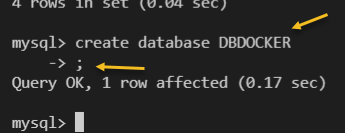 4 rows in set (0.04 sec)
mysql> create database DBDOCKER
-> ;
Query OK, 1 row affected (0.17 sec)
mysql>